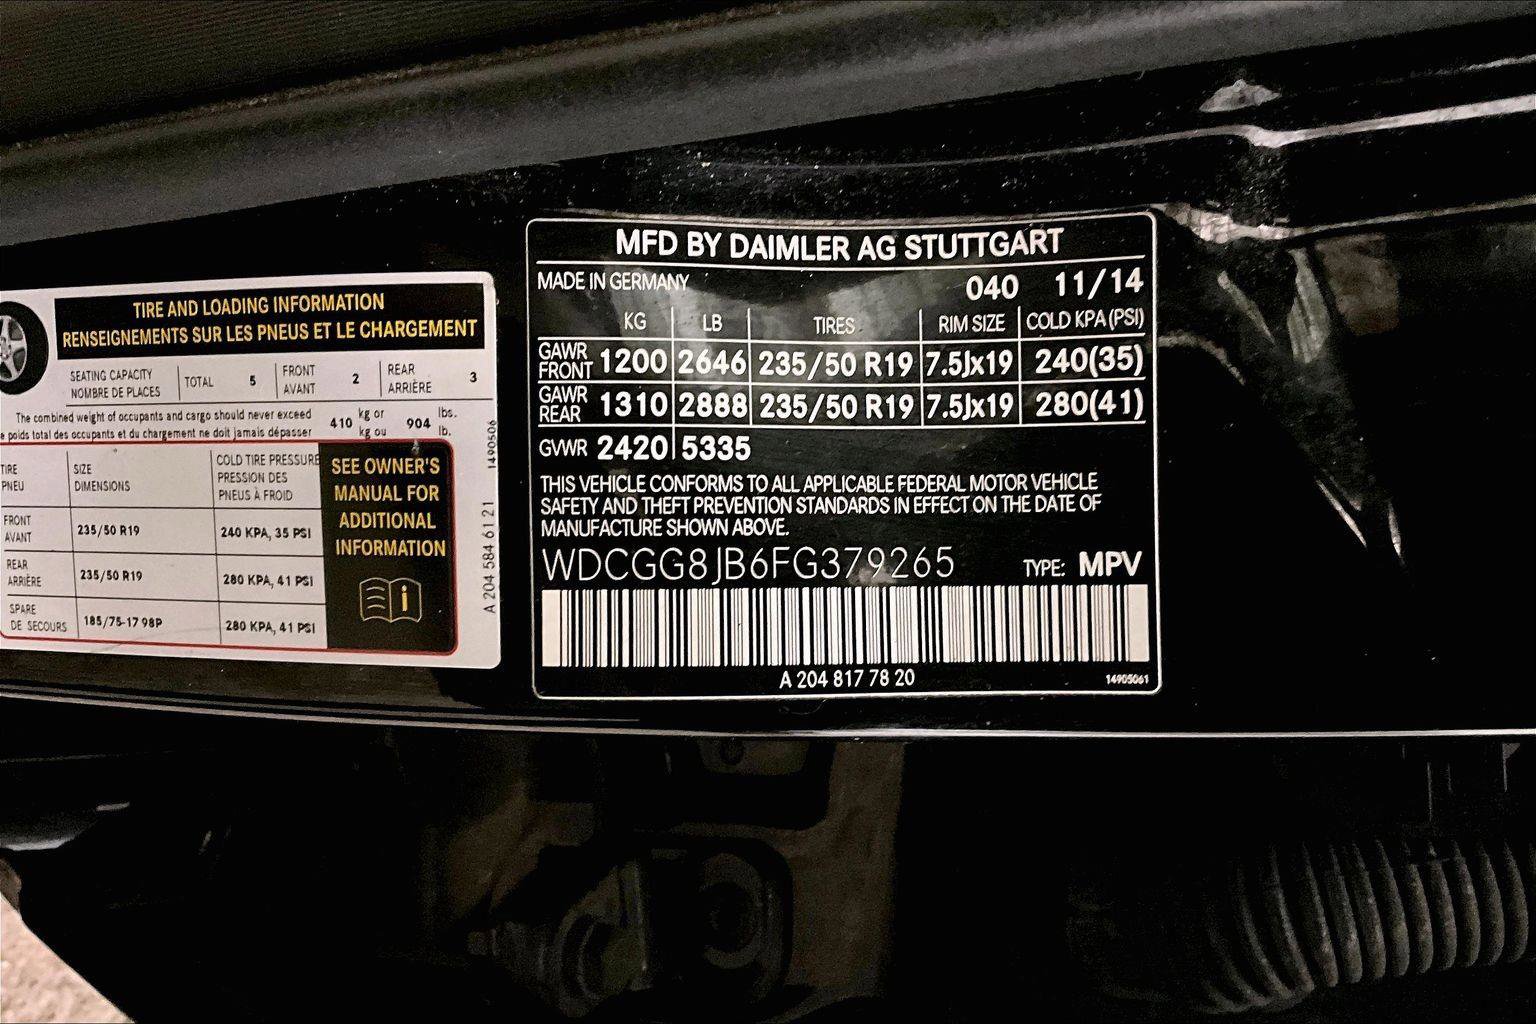 TIRE AND LOADING INFORMATION
RENSEIGNEMENTS SUR LES PNEUS ET LE CHARGEMENT
SEATING CAPACITY
NOMBRE DE PLACES
TOTAL 5
FRONT
AVANT
2
REAR
ARRIÈRE
3
The combined weight of occupants and cargo should never exceed
e poids total des occupants et du chargement ne doit jamais dépasser
410
kg or
kg ou
904
lbs.
lb.
TIRE
PNEU
SIZE
DIMENSIONS
COLD TIRE PRESSURE
PRESSION DES
PNEUS À FROID
FRONT
AVANT
235/50 R19
240 KPA, 35 PSI
REAR
ARRIÈRE
235/50 R19
280 KPA, 41 PSI
SPARE
DE SECOURS
185/75-17 98P
280 KPA, 41 PSI
SEE OWNER'S
MANUAL FOR
ADDITIONAL
INFORMATION
i
A 204 584 61 21 1490506
MFD BY DAIMLER AG STUTTGART
MADE IN GERMANY 040 11/14
KG LB TIRES RIM SIZE COLD KPA(PSI)
GAWR
FRONT
1200 2646 235/50 R19 7.5Jx19 240(35)
GAWR
REAR
1310 2888 235/50 R19 7.5Jx19 280(41)
GVWR 2420 5335
THIS VEHICLE CONFORMS TO ALL APPLICABLE FEDERAL MOTOR VEHICLE
SAFETY AND THEFT PREVENTION STANDARDS IN EFFECT ON THE DATE OF
MANUFACTURE SHOWN ABOVE.
WDCGG8JB6FG379265 TYPE: MPV
A 204 817 78 20 14905061